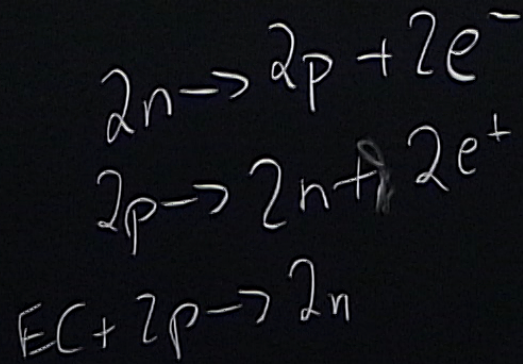 2n → 2p + 2e⁻
2p → 2n + 2e⁺
EC + 2p → 2n